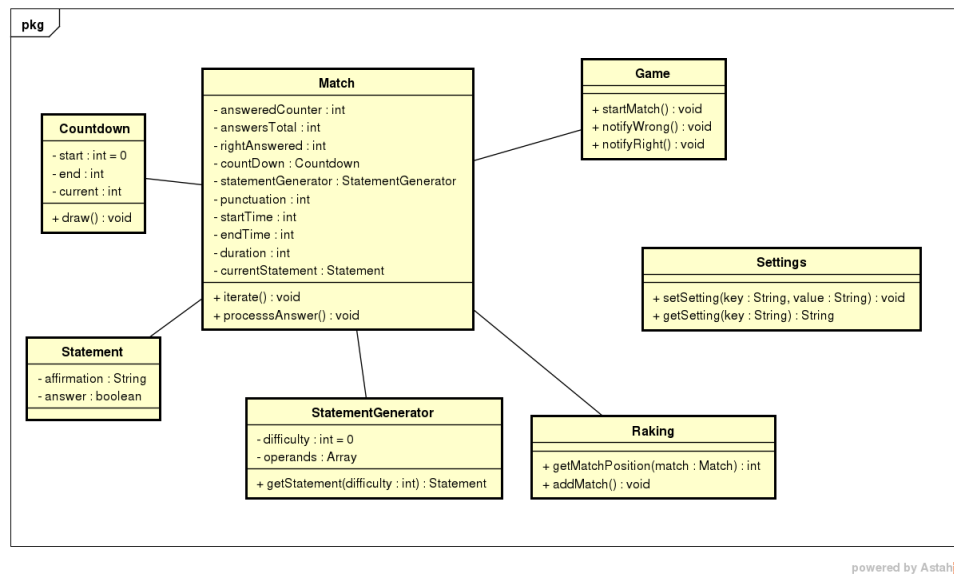 pkg
Match
- answeredCounter : int
- answersTotal : int
- rightAnswered : int
- countDown : Countdown
- statementGenerator : StatementGenerator
- punctuation : int
- startTime : int
- endTime : int
- duration : int
- currentStatement : Statement
+ iterate() : void
+ processsAnswer() : void
Game
+ startMatch() : void
+ notifyWrong() : void
+ notifyRight() : void
Countdown
- start : int = 0
- end : int
- current : int
+ draw() : void
Settings
+ setSetting(key : String, value : String) : void
+ getSetting(key : String) : String
Statement
- affirmation : String
- answer : boolean
StatementGenerator
- difficulty : int = 0
- operands : Array
+ getStatement(difficulty : int) : Statement
Raking
+ getMatchPosition(match : Match) : int
+ addMatch() : void
powered by Astah